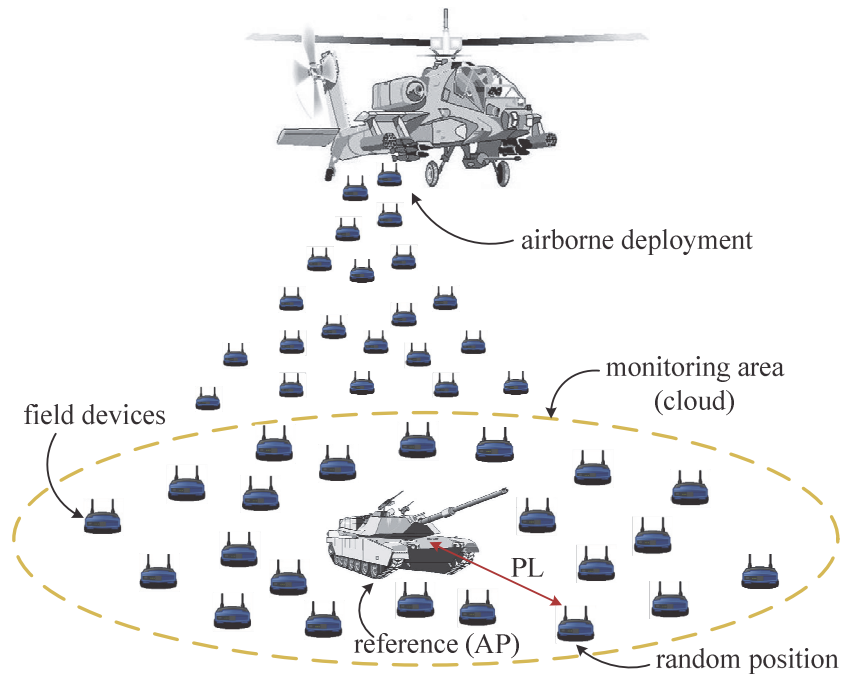 airborne deployment
monitoring area
(cloud)
field devices
PL
reference (AP)
random position